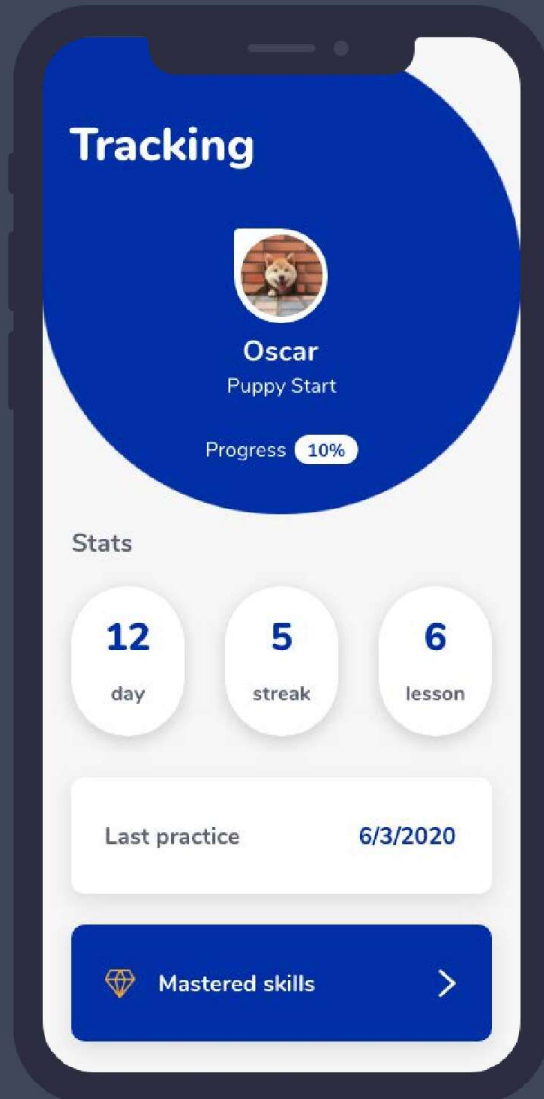 Tracking
Oscar
Puppy Start
Progress 10%
Stats
12 5 6
day streak lesson
Last practice 6/3/2020
Mastered skills